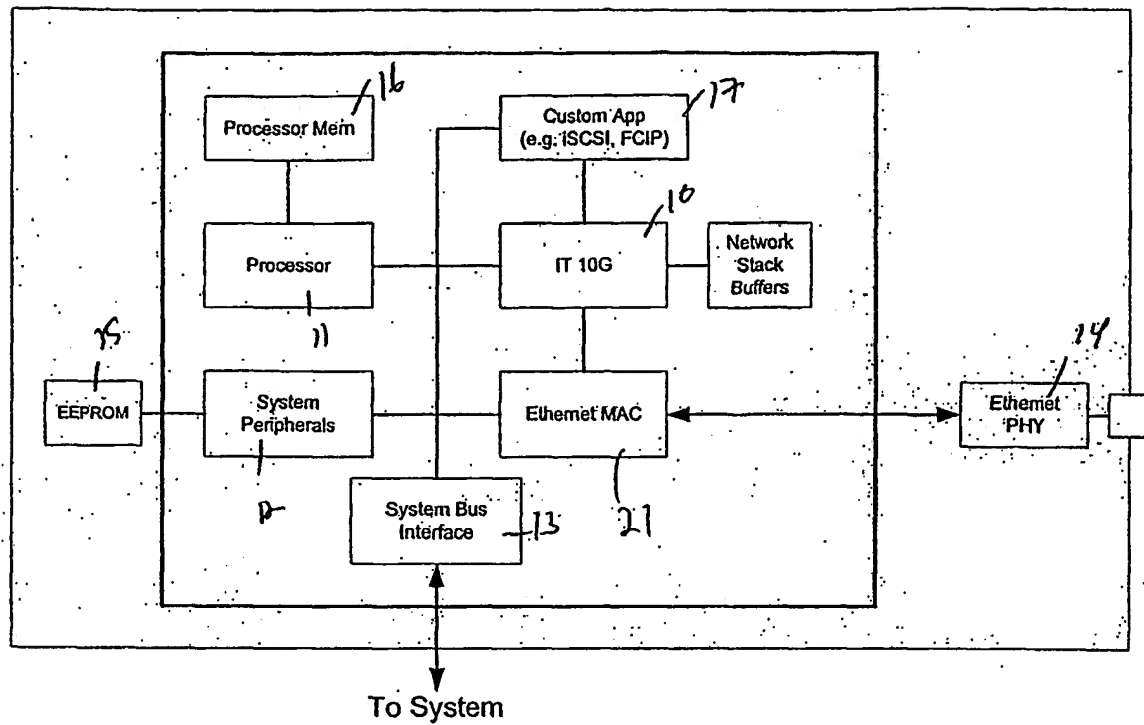 16
17
Processor Mem
Custom App
(e.g. iSCSI, FCIP)
10
Processor
IT 10G
Network
Stack
Buffers
11
15
14
EEPROM
System
Peripherals
Ethernet MAC
Ethernet
PHY
12
System Bus
Interface
13
21
To System